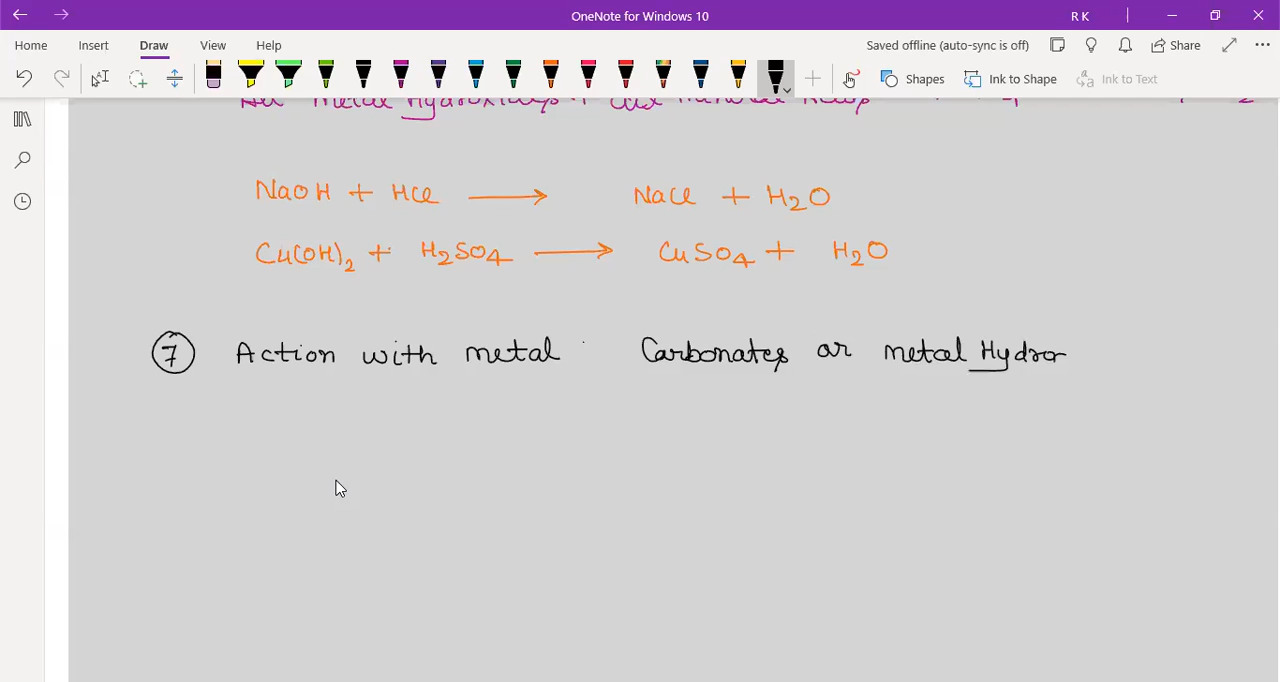 OneNote for Windows 10
R K
Home Insert Draw View Help
Saved offline (auto-sync is off) Share
Shapes Ink to Shape Ink to Text
NaOH + HCl ⟶ NaCl + H₂O
Cu(OH)₂ + H₂SO₄ ⟶ CuSO₄ + H₂O
⑦ Action with metal Carbonates or metal Hydror